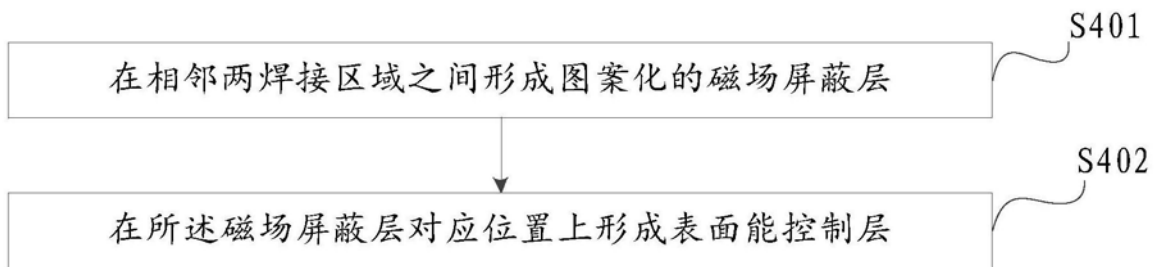 S401
在相邻两焊接区域之间形成图案化的磁场屏蔽层
S402
在所述磁场屏蔽层对应位置上形成表面能控制层